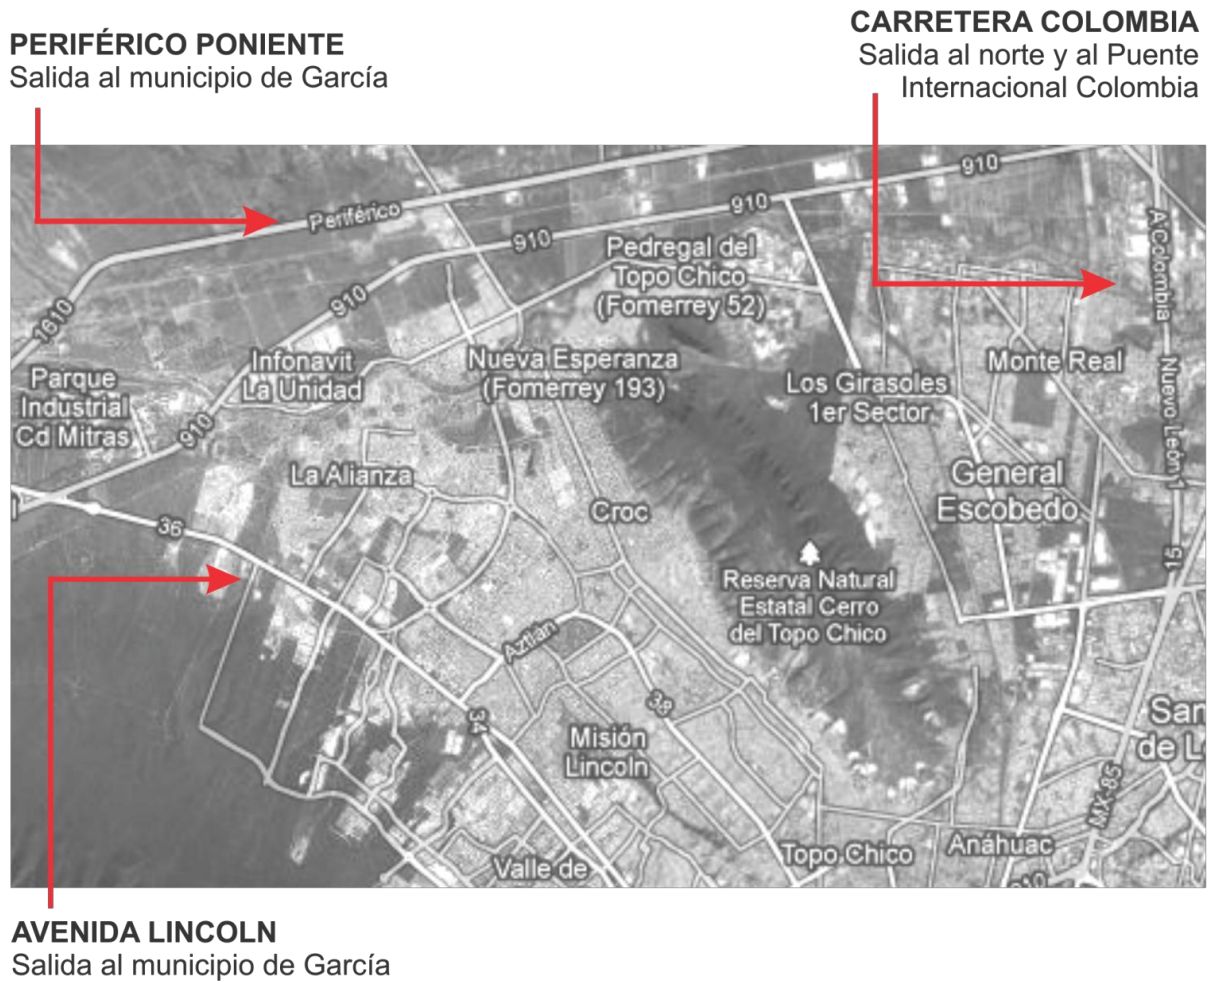 PERIFÉRICO PONIENTE
Salida al municipio de García
CARRETERA COLOMBIA
Salida al norte y al Puente
Internacional Colombia
910
Periférico
910
910
A Colombia
Pedregal del
Topo Chico
(Fomerrey 52)
910
1610
Infonavit
La Unidad
Nueva Esperanza
(Fomerrey 193)
Monte Real
Los Girasoles
1er Sector
Parque
Industrial
Cd Mitras
910
Nuevo León 1
La Alianza
General
Escobedo
Croc
36
15
Reserva Natural
Estatal Cerro
del Topo Chico
Aztlán
38
34
San
de L
Misión
Lincoln
MX-85
Valle de
Topo Chico
Anáhuac
AVENIDA LINCOLN
Salida al municipio de García